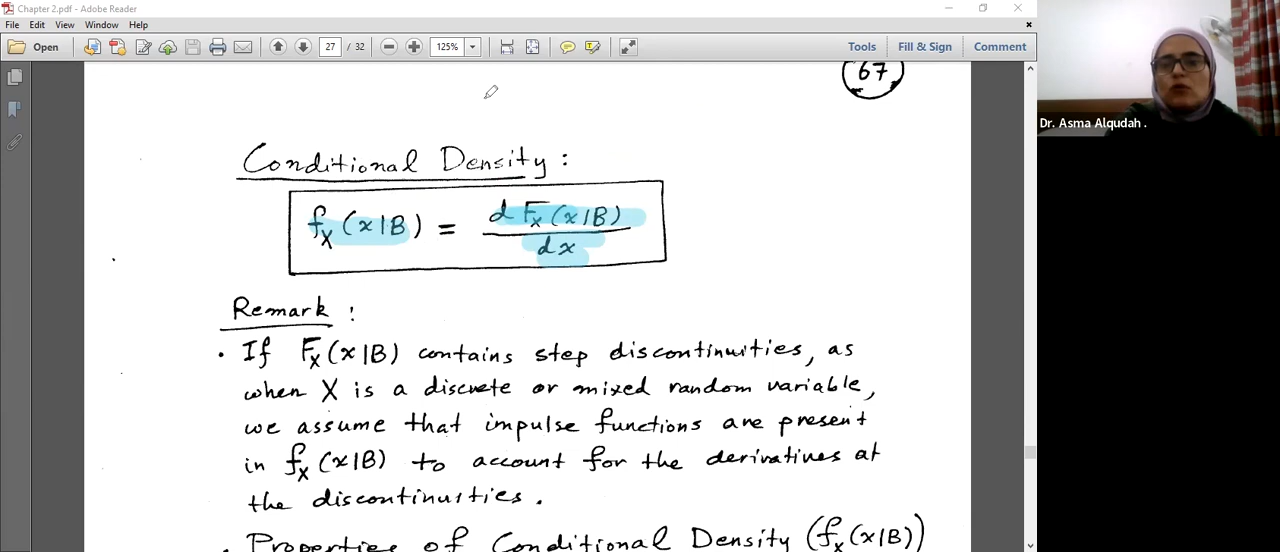 Chapter 2.pdf - Adobe Reader
File Edit View Window Help
Open 27 / 32 125% Tools Fill & Sign Comment
67
Dr. Asma Alqudah .
Conditional Density :
fX (x|B) = d FX (x|B) / dx
Remark :
• If FX (x|B) contains step discontinuities, as
when X is a discrete or mixed random variable,
we assume that impulse functions are present
in fX (x|B) to account for the derivatives at
the discontinuities .
• Properties of Conditional Density (fX (x|B))